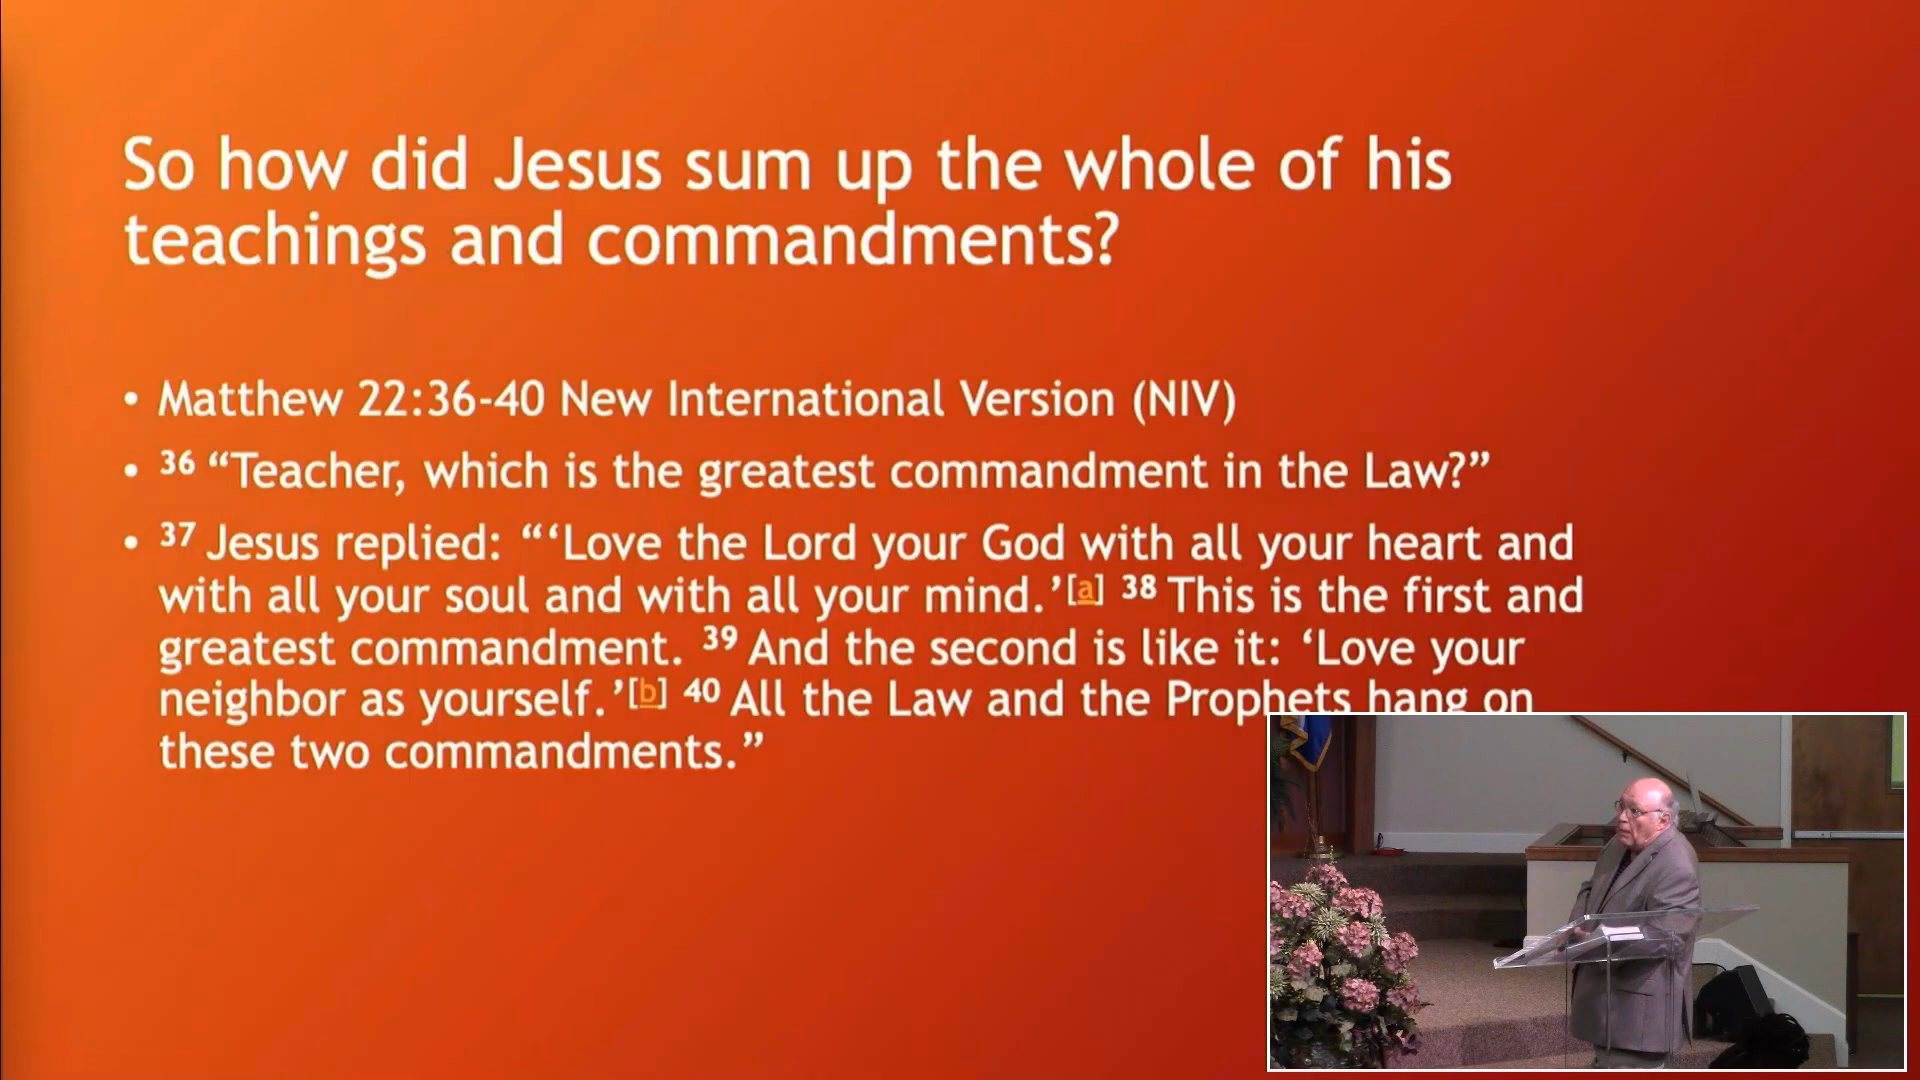 So how did Jesus sum up the whole of his
teachings and commandments?
• Matthew 22:36-40 New International Version (NIV)
• 36 “Teacher, which is the greatest commandment in the Law?”
• 37 Jesus replied: “‘Love the Lord your God with all your heart and
with all your soul and with all your mind.’[a] 38 This is the first and
greatest commandment. 39 And the second is like it: ‘Love your
neighbor as yourself.’[b] 40 All the Law and the Prophets hang on
these two commandments.”